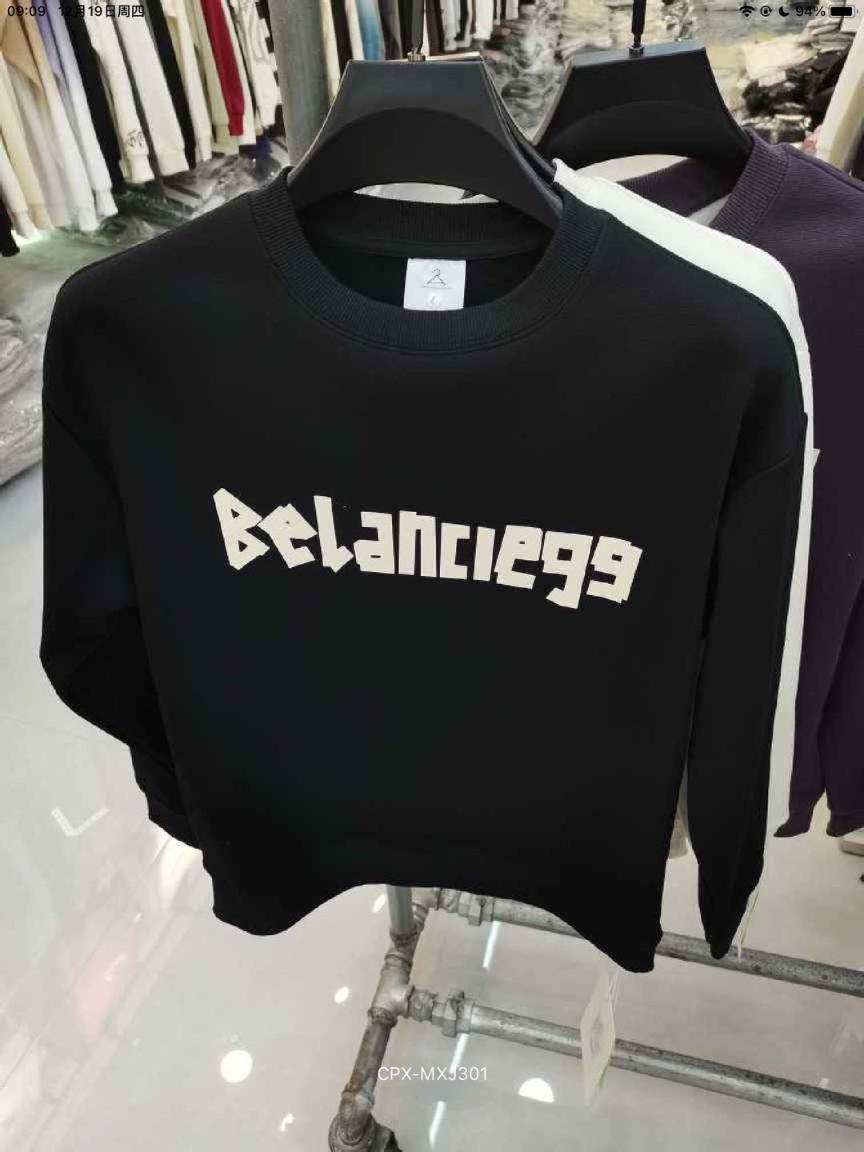 09:09 12月19日周四
94%
Belanciegg
L
CPX-MXJ301